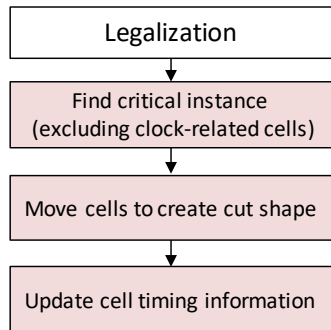 Legalization
Find critical instance
(excluding clock-related cells)
Move cells to create cut shape
Update cell timing information